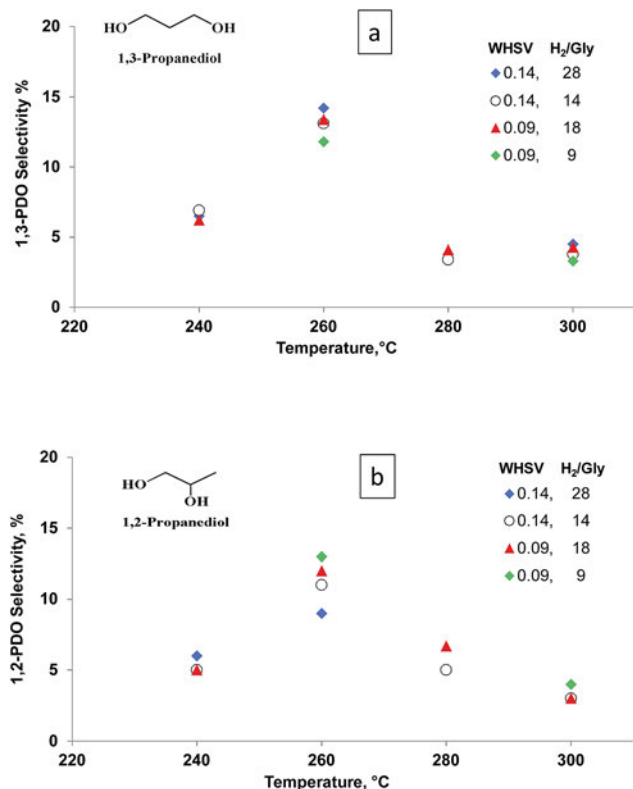 HO OH
1,3-Propanediol
a
WHSV H₂/Gly
0.14, 28
0.14, 14
0.09, 18
0.09, 9
1,3-PDO Selectivity %
20
15
10
5
0
220 240 260 280 300
Temperature,°C
HO
OH
1,2-Propanediol
b
WHSV H₂/Gly
0.14, 28
0.14, 14
0.09, 18
0.09, 9
1,2-PDO Selectivity, %
20
15
10
5
0
220 240 260 280 300
Temperature, °C